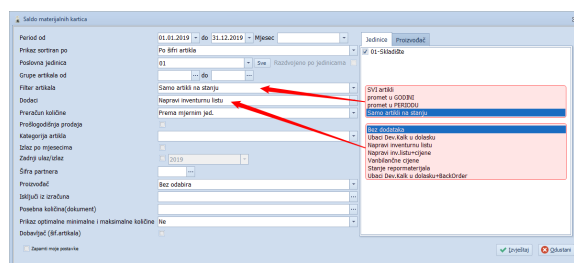 Saldo materijalnih kartica
Period od 01.01.2019 do 31.12.2019 Mjesec
Prikaz sortiran po Po šifri artikla
Poslovna jedinica 01 Sve Razdvojeno po jedinicama
Grupe artikala od do
Filter artikala Samo artikli na stanju
Dodaci Napravi inventurnu listu
Preračun količine Prema mjernim jed.
Prošlogodišnja prodaja
Kategorija artikla
Izlaz po mjesecima
Zadnji ulaz/izlaz 2019
Šifra partnera
Proizvođač Bez odabira
Isključi iz izračuna
Posebna količina(dokument)
Prikaz optimalne minimalne i maksimalne količine Ne
Dobavljač (šif.artikala)
Zapamti moje postavke
Jedinice Proizvođač
01-Skladište
SVI artikli
promet u GODINI
promet u PERIODU
Samo artikli na stanju
Bez dodataka
Ubaci Dev.Kalk u dolasku
Napravi inventurnu listu
Napravi inv.listu+cijene
Vanbilančne cijene
Stanje repromaterijala
Ubaci Dev.Kalk u dolasku+BackOrder
Izvještaj Odustani